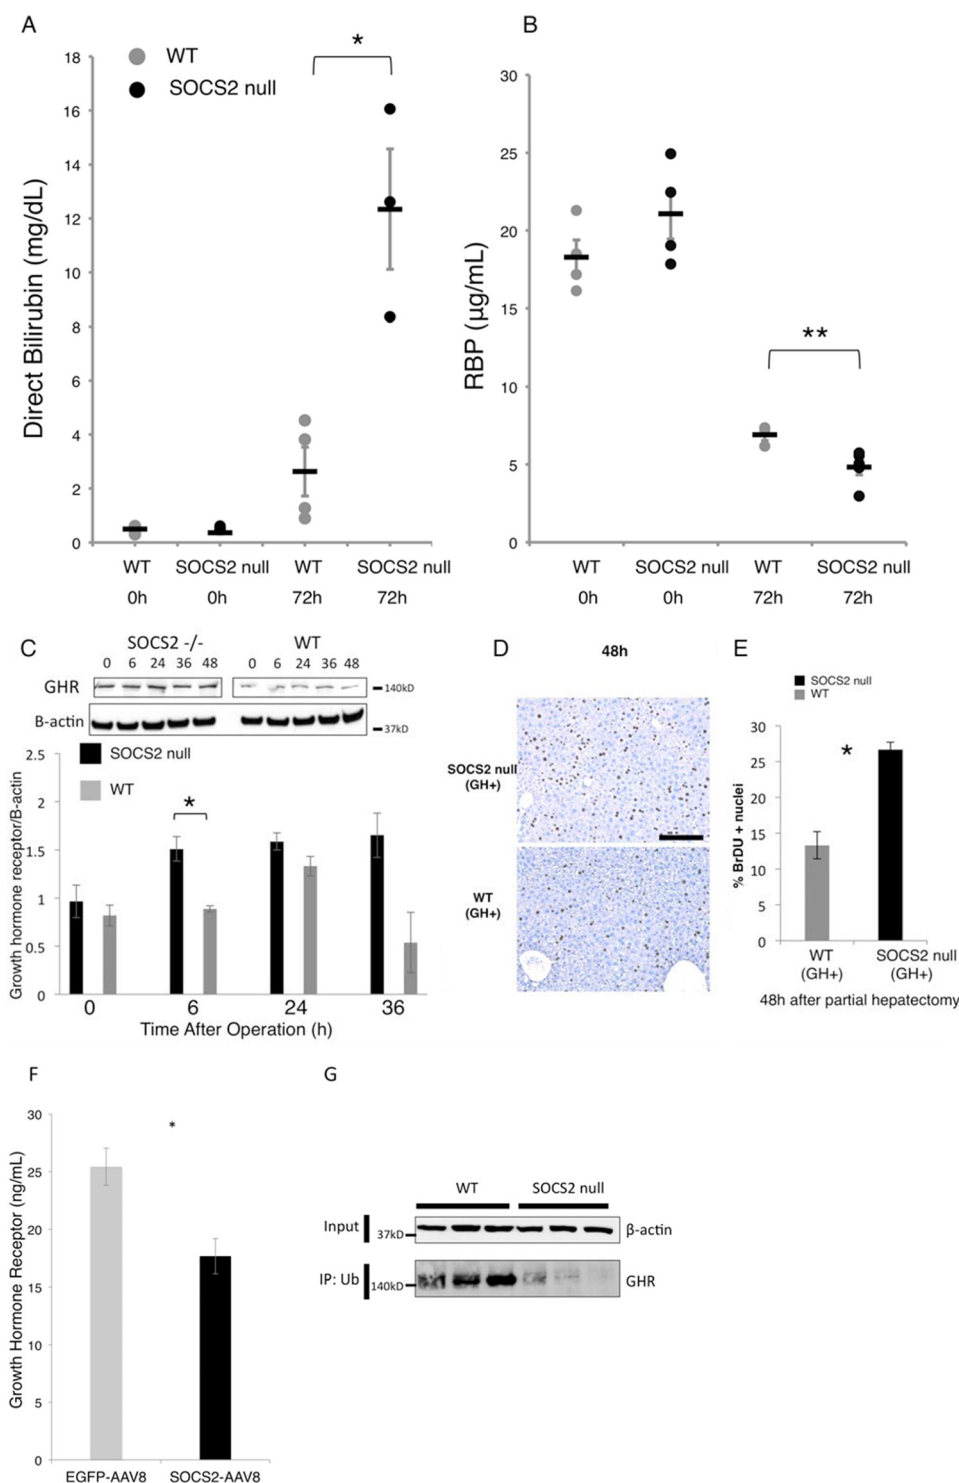 A
WT
SOCS2 null
*
18
16
14
12
10
8
6
4
2
0
Direct Bilirubin (mg/dL)
WT SOCS2 null WT SOCS2 null
0h 0h 72h 72h
B
30
25
20
15
10
5
0
RBP (µg/mL)
**
WT SOCS2 null WT SOCS2 null
0h 0h 72h 72h
C
SOCS2 -/- WT
0 6 24 36 48 0 6 24 36 48
GHR 140kD
B-actin 37kD
SOCS2 null
WT
*
2.5
2
1.5
1
0.5
0
Growth hormone receptor/B-actin
0 6 24 36
Time After Operation (h)
D
48h
SOCS2 null
(GH+)
WT
(GH+)
E
SOCS2 null
WT
30
25
20
15
10
5
0
% BrDU + nuclei
*
WT SOCS2 null
(GH+) (GH+)
48h after partial hepatectomy
F
30
25
20
15
10
5
0
Growth Hormone Receptor (ng/mL)
*
EGFP-AAV8 SOCS2-AAV8
G
WT SOCS2 null
Input 37kD β-actin
IP: Ub 140kD GHR